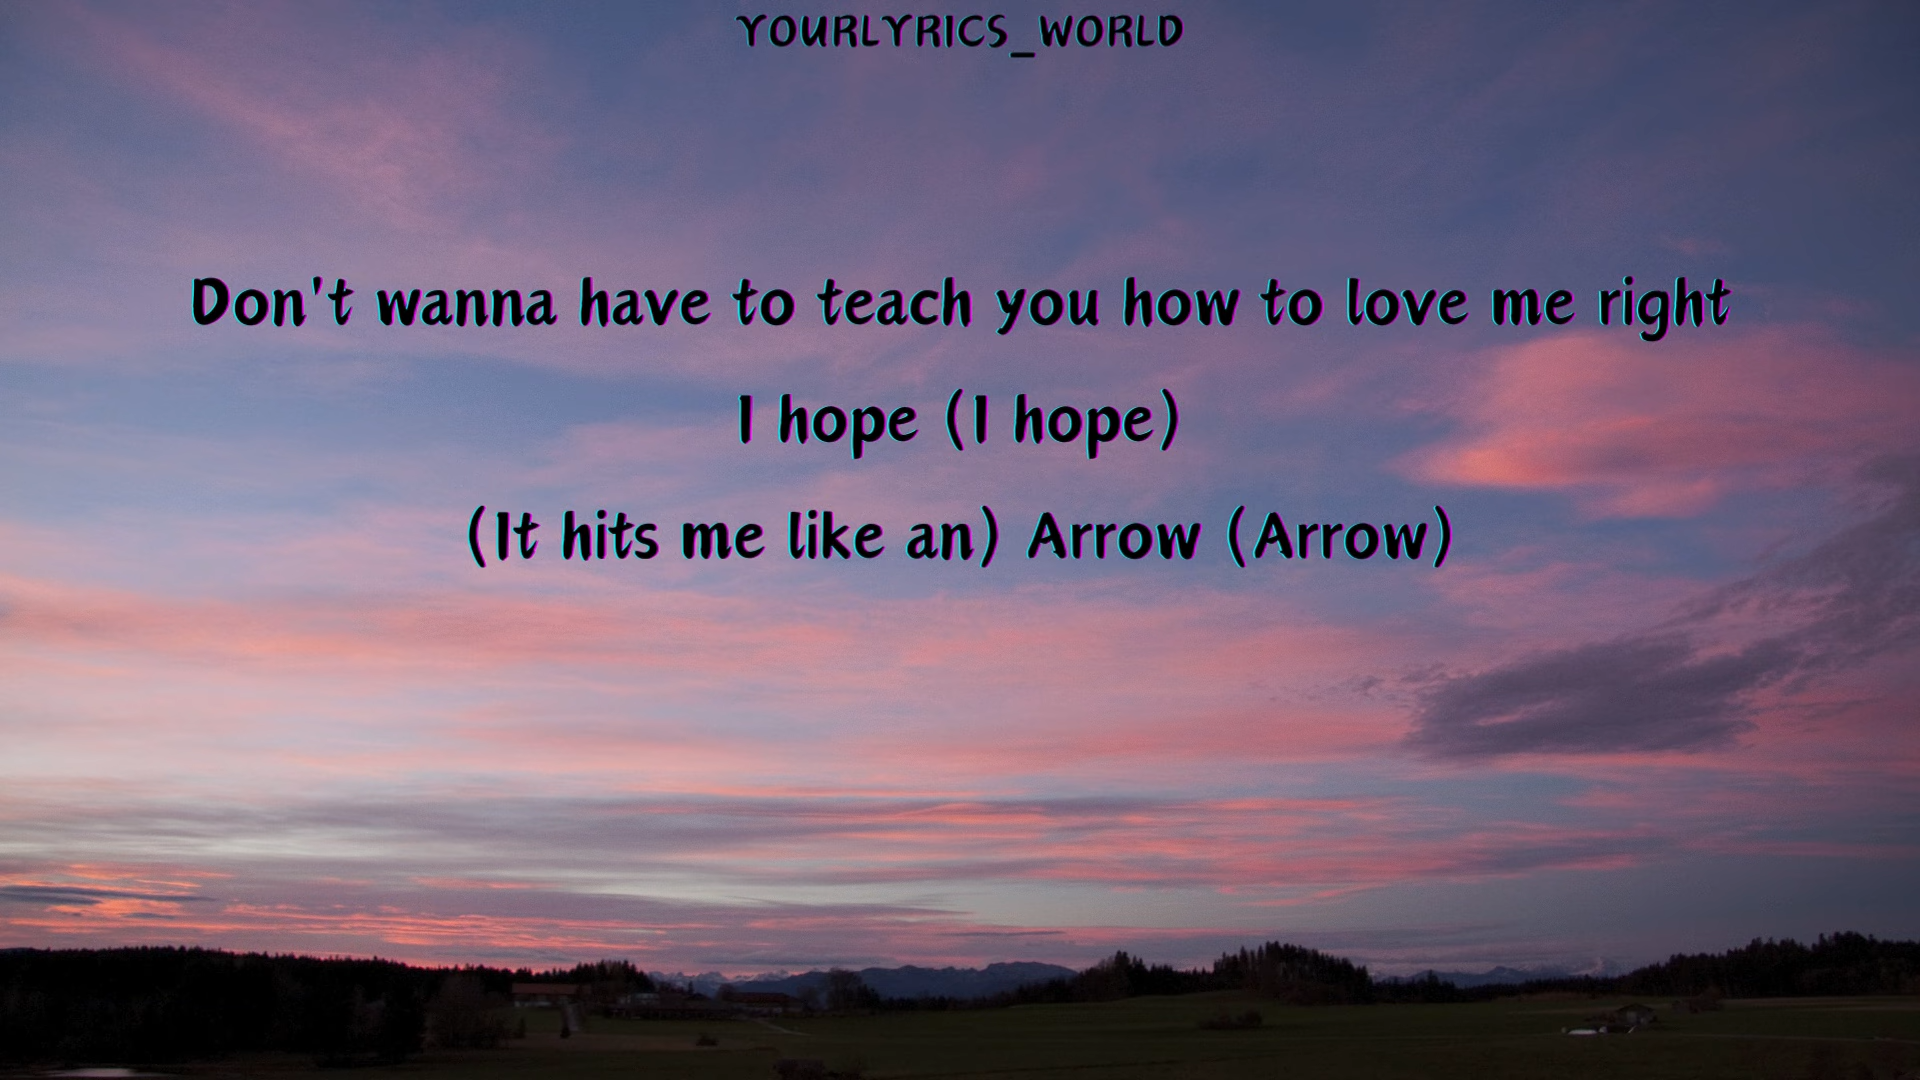 YOURLYRICS_WORLD
Don't wanna have to teach you how to love me right
I hope (I hope)
(It hits me like an) Arrow (Arrow)